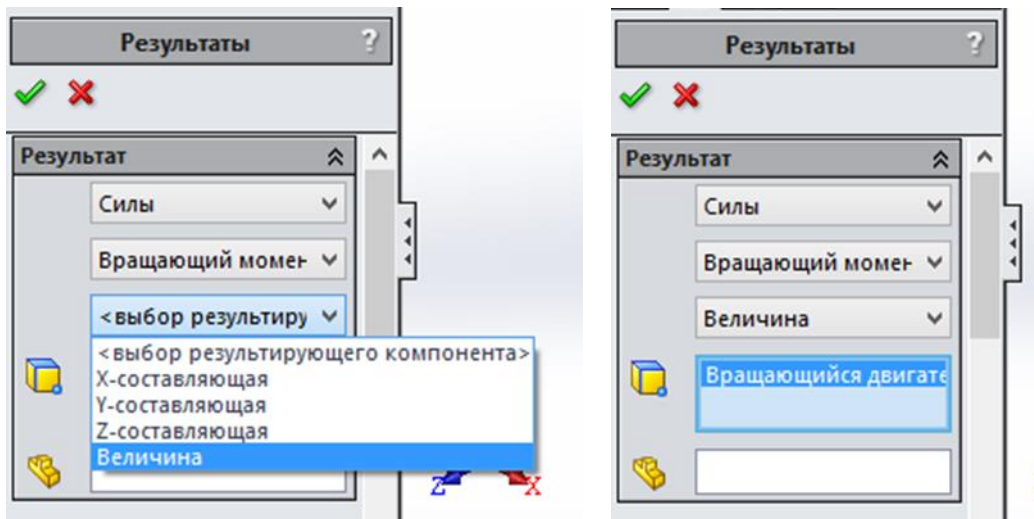 Результаты ?
Результат
Силы
Вращающий момен
<выбор результиру
<выбор результирующего компонента>
X-составляющая
Y-составляющая
Z-составляющая
Величина
Z X
Результаты ?
Результат
Силы
Вращающий момен
Величина
Вращающийся двигате